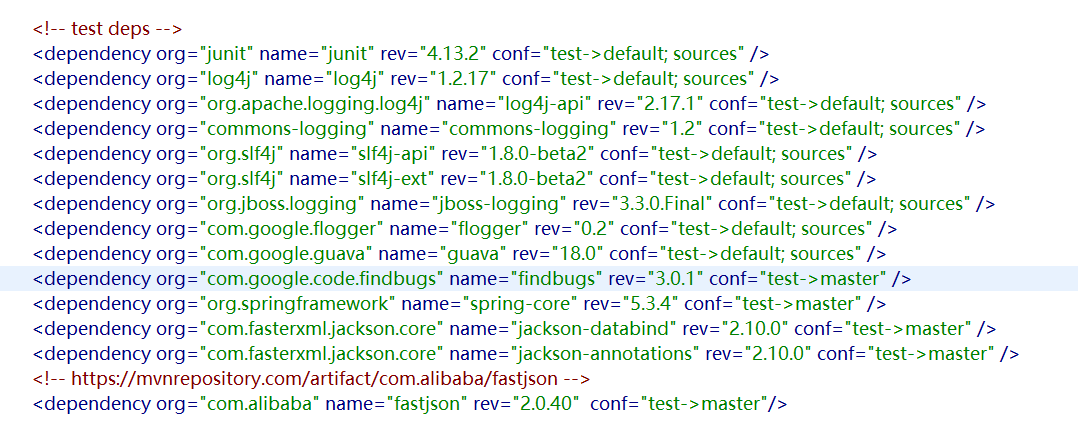 <!-- test deps -->
<dependency org="junit" name="junit" rev="4.13.2" conf="test->default; sources" />
<dependency org="log4j" name="log4j" rev="1.2.17" conf="test->default; sources" />
<dependency org="org.apache.logging.log4j" name="log4j-api" rev="2.17.1" conf="test->default; sources" />
<dependency org="commons-logging" name="commons-logging" rev="1.2" conf="test->default; sources" />
<dependency org="org.slf4j" name="slf4j-api" rev="1.8.0-beta2" conf="test->default; sources" />
<dependency org="org.slf4j" name="slf4j-ext" rev="1.8.0-beta2" conf="test->default; sources" />
<dependency org="org.jboss.logging" name="jboss-logging" rev="3.3.0.Final" conf="test->default; sources" />
<dependency org="com.google.flogger" name="flogger" rev="0.2" conf="test->default; sources" />
<dependency org="com.google.guava" name="guava" rev="18.0" conf="test->default; sources" />
<dependency org="com.google.code.findbugs" name="findbugs" rev="3.0.1" conf="test->master" />
<dependency org="org.springframework" name="spring-core" rev="5.3.4" conf="test->master" />
<dependency org="com.fasterxml.jackson.core" name="jackson-databind" rev="2.10.0" conf="test->master" />
<dependency org="com.fasterxml.jackson.core" name="jackson-annotations" rev="2.10.0" conf="test->master" />
<!-- https://mvnrepository.com/artifact/com.alibaba/fastjson -->
<dependency org="com.alibaba" name="fastjson" rev="2.0.40"  conf="test->master"/>